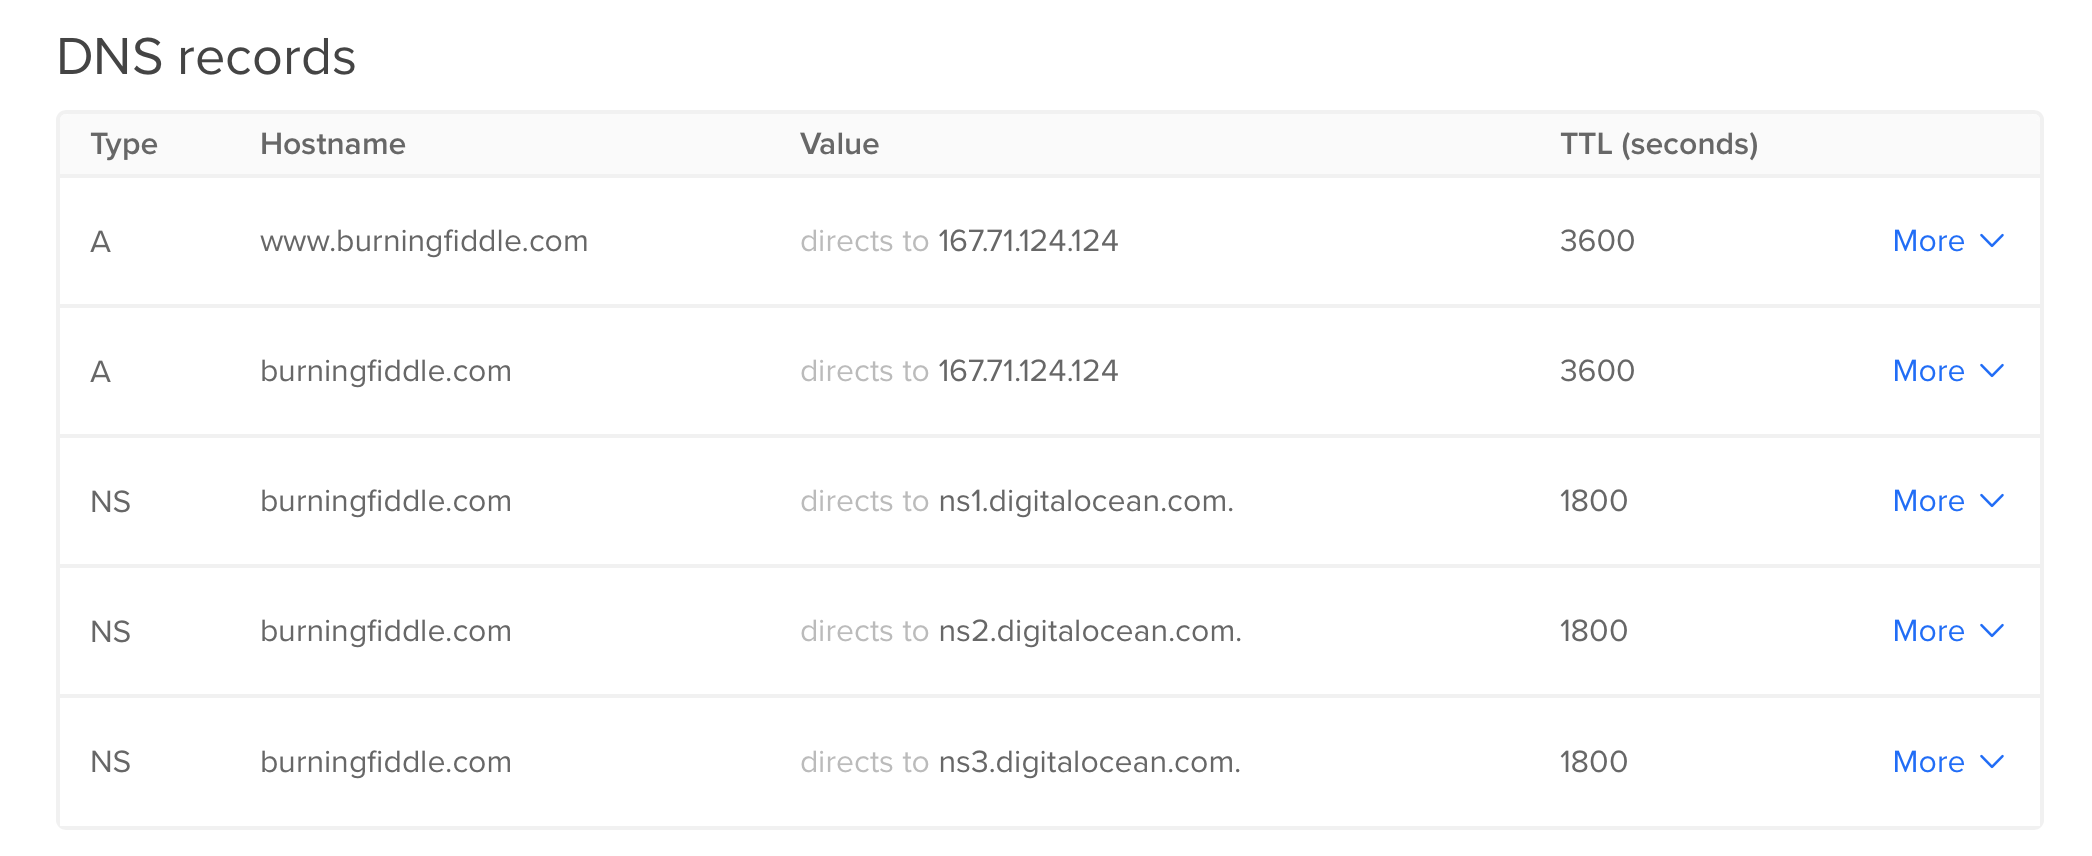 DNS records
Type Hostname Value TTL (seconds)
A www.burningfiddle.com directs to 167.71.124.124 3600 More
A burningfiddle.com directs to 167.71.124.124 3600 More
NS burningfiddle.com directs to ns1.digitalocean.com. 1800 More
NS burningfiddle.com directs to ns2.digitalocean.com. 1800 More
NS burningfiddle.com directs to ns3.digitalocean.com. 1800 More